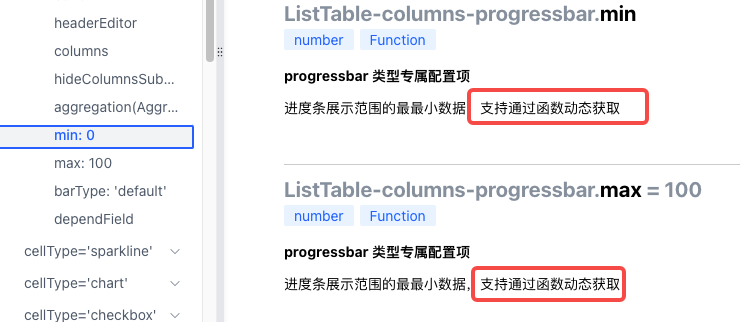 headerEditor
columns
hideColumnsSub...
aggregation(Aggr...
min: 0
max: 100
barType: 'default'
dependField
cellType='sparkline'
cellType='chart'
cellType='checkbox'
ListTable-columns-progressbar.min
number Function
progressbar 类型专属配置项
进度条展示范围的最最小数据，支持通过函数动态获取
ListTable-columns-progressbar.max = 100
number Function
progressbar 类型专属配置项
进度条展示范围的最最小数据，支持通过函数动态获取